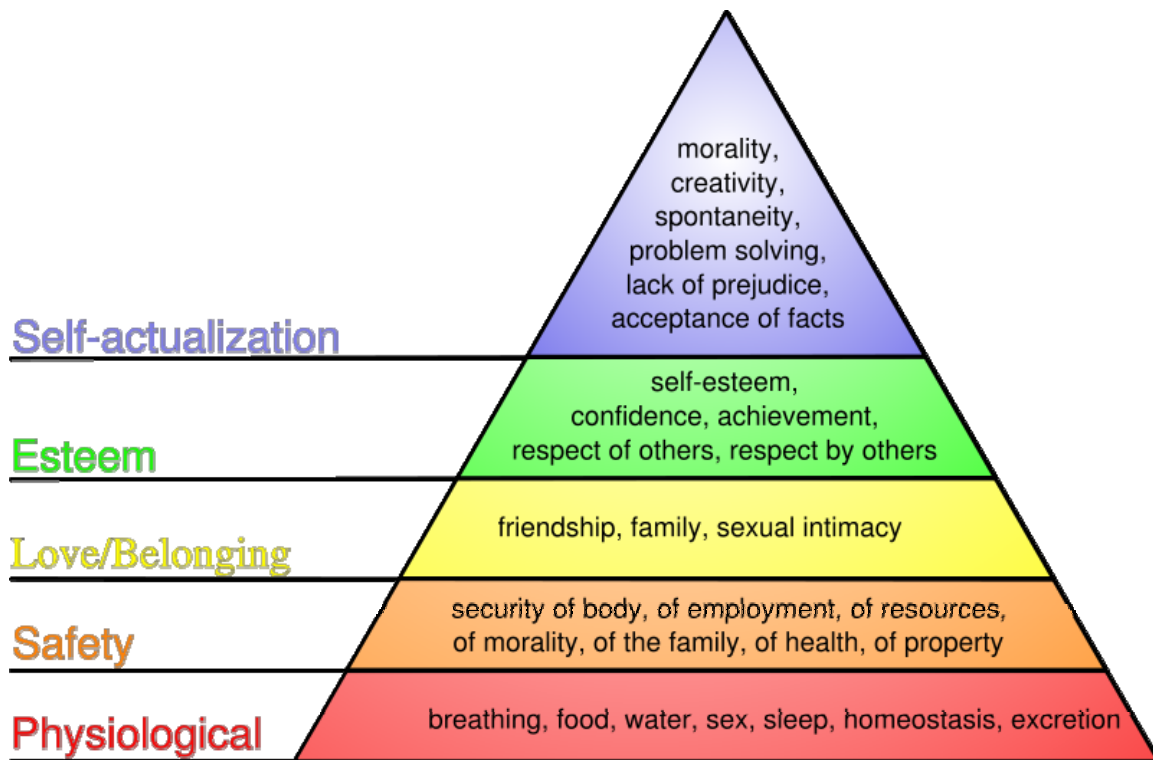 morality,
creativity,
spontaneity,
problem solving,
lack of prejudice,
acceptance of facts
Self-actualization
self-esteem,
confidence, achievement,
respect of others, respect by others
Esteem
friendship, family, sexual intimacy
Love/Belonging
security of body, of employment, of resources,
of morality, of the family, of health, of property
Safety
breathing, food, water, sex, sleep, homeostasis, excretion
Physiological